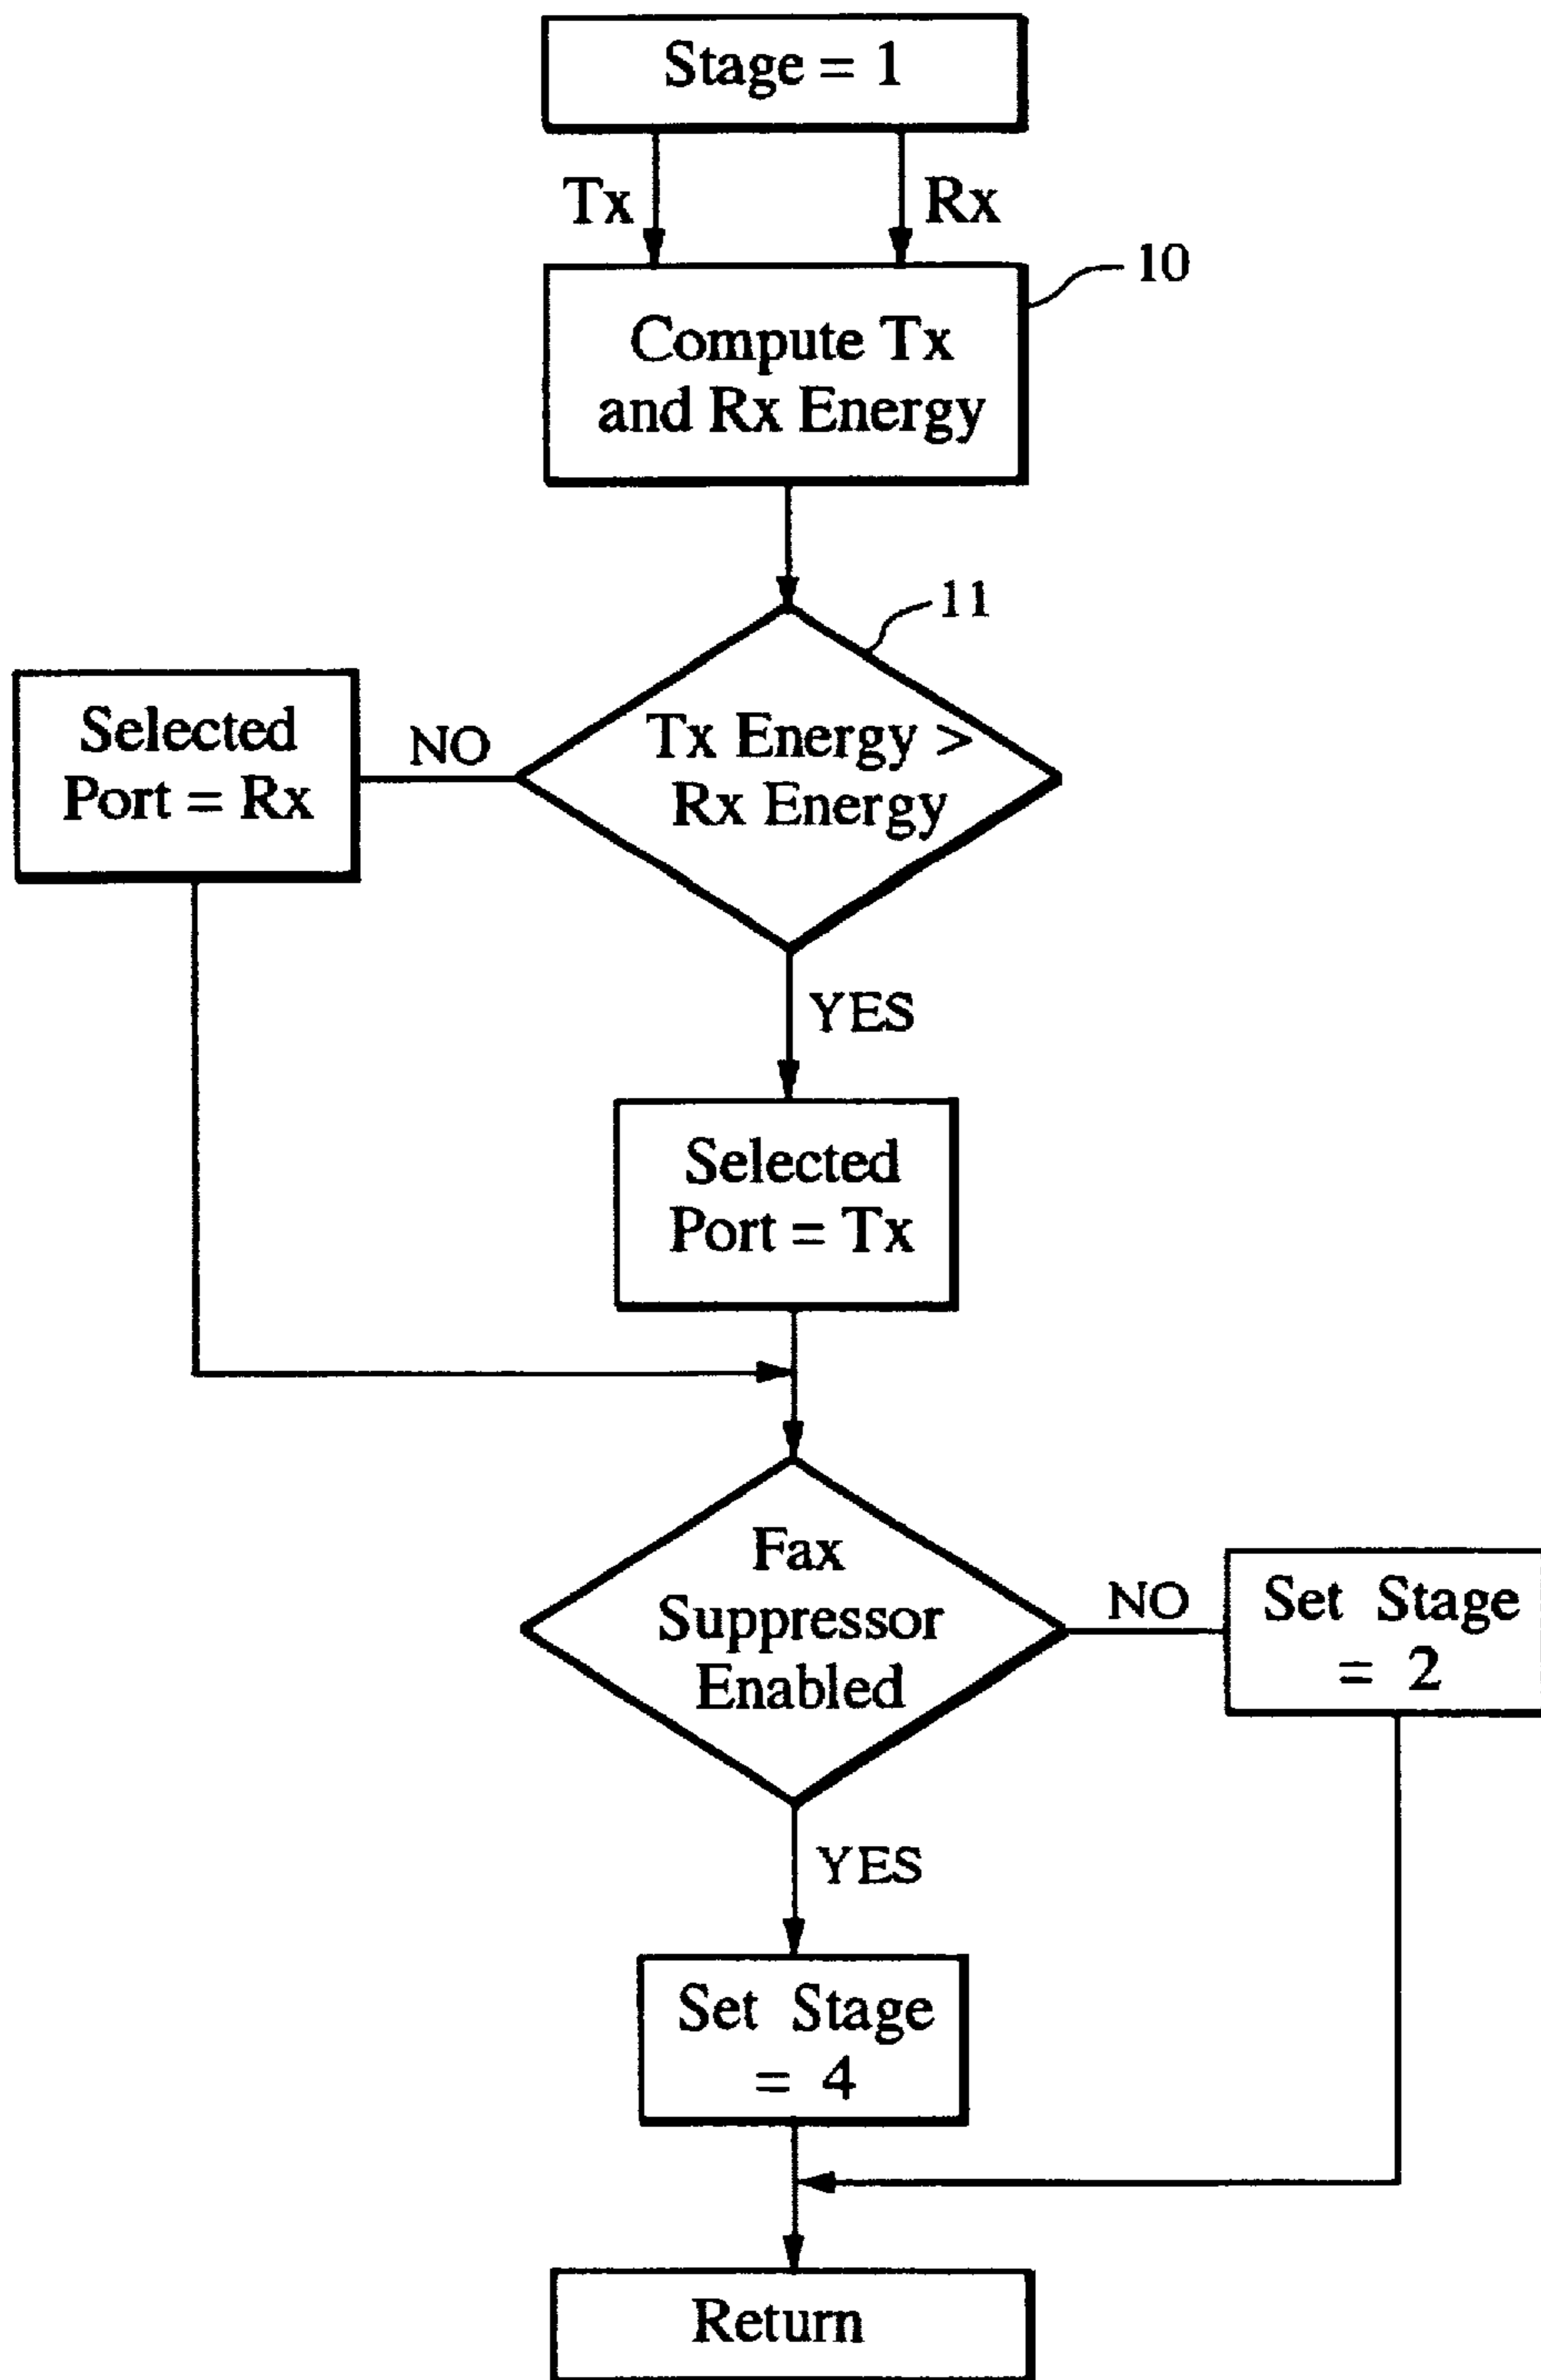 Stage = 1
Tx
Rx
10
Compute Tx
and Rx Energy
11
Tx Energy >
Rx Energy
NO
Selected
Port = Rx
YES
Selected
Port = Tx
Fax
Suppressor
Enabled
NO
Set Stage
= 2
YES
Set Stage
= 4
Return